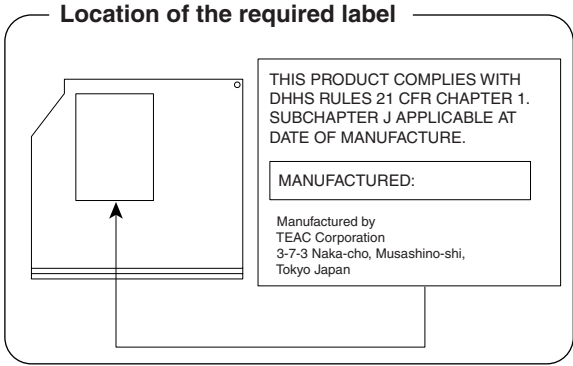 Location of the required label
THIS PRODUCT COMPLIES WITH
DHHS RULES 21 CFR CHAPTER 1.
SUBCHAPTER J APPLICABLE AT
DATE OF MANUFACTURE.
MANUFACTURED:
Manufactured by
TEAC Corporation
3-7-3 Naka-cho, Musashino-shi,
Tokyo Japan